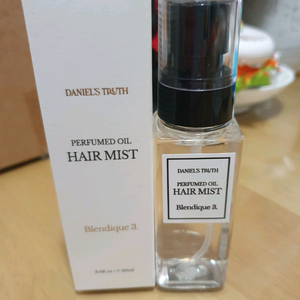 DANIEL'S TRUTH
PERFUMED OIL
HAIR MIST
Blendique 3.
DANIEL'S TRUTH
PERFUMED OIL
HAIR MIST
Blendique 3.